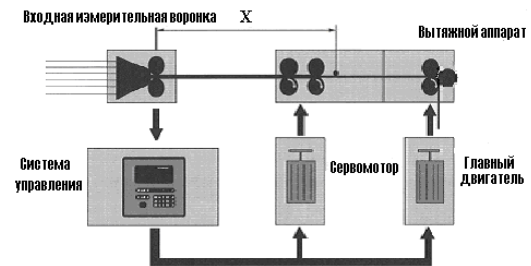 Входная измерительная воронка
X
Вытяжной аппарат
Система
управления
Сервомотор
Главный
двигатель